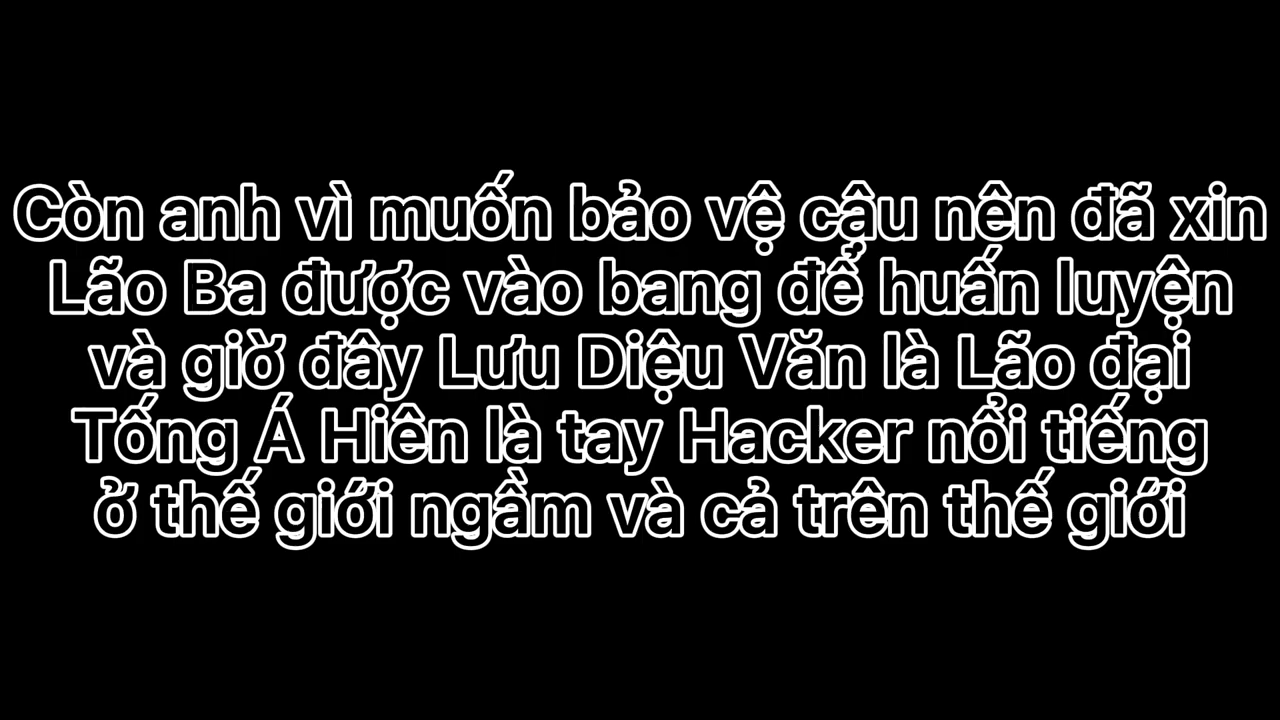 Còn anh vì muốn bảo vệ cậu nên đã xin
Lão Ba được vào bang để huấn luyện
và giờ đây Lưu Diệu Văn là Lão đại
Tống Á Hiên là tay Hacker nổi tiếng
ở thế giới ngầm và cả trên thế giới